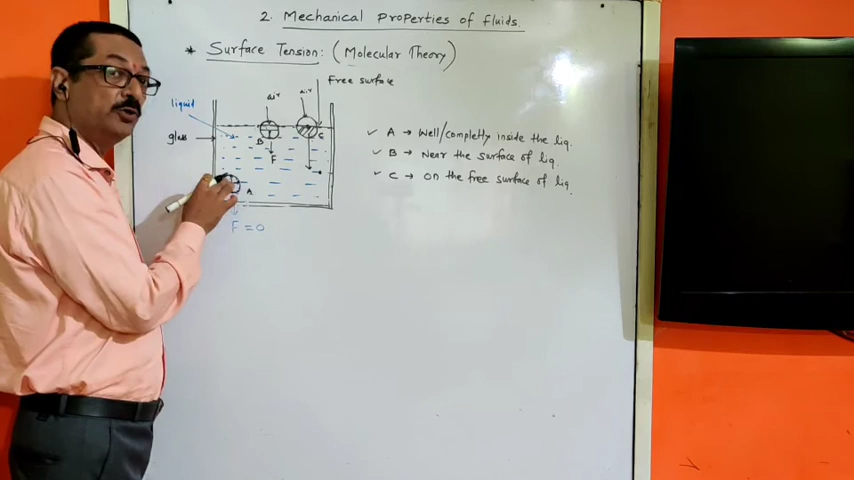 2. Mechanical Properties of fluids.
* Surface Tension: (Molecular Theory)
Free surface
air
air
liquid
glass
B
C
F
A
F = 0
✓ A → Well/completly inside the liq.
✓ B → Near the surface of liq.
✓ C → on the free surface of liq.